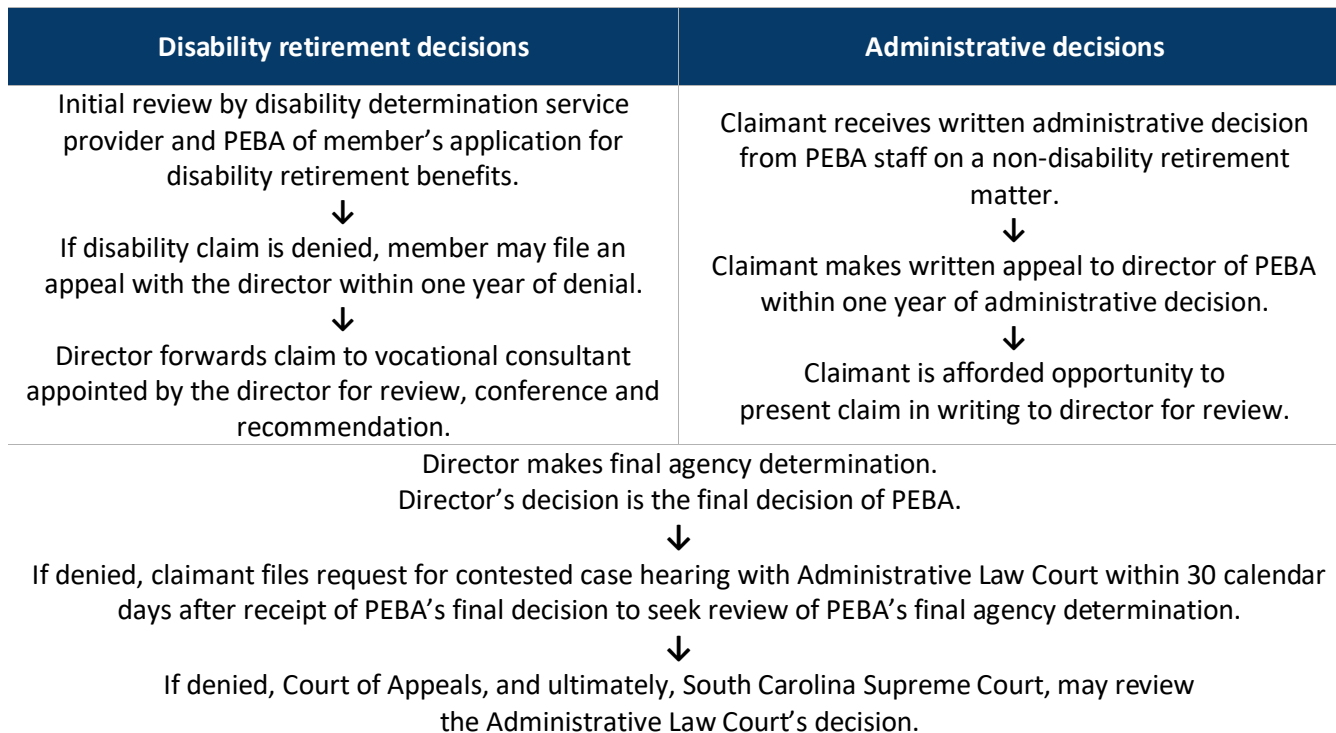 Disability retirement decisions
Initial review by disability determination service
provider and PEBA of member’s application for
disability retirement benefits.
↓
If disability claim is denied, member may file an
appeal with the director within one year of denial.
↓
Director forwards claim to vocational consultant
appointed by the director for review, conference and
recommendation.
Administrative decisions
Claimant receives written administrative decision
from PEBA staff on a non-disability retirement
matter.
↓
Claimant makes written appeal to director of PEBA
within one year of administrative decision.
↓
Claimant is afforded opportunity to
present claim in writing to director for review.
Director makes final agency determination.
Director’s decision is the final decision of PEBA.
↓
If denied, claimant files request for contested case hearing with Administrative Law Court within 30 calendar
days after receipt of PEBA’s final decision to seek review of PEBA’s final agency determination.
↓
If denied, Court of Appeals, and ultimately, South Carolina Supreme Court, may review
the Administrative Law Court’s decision.